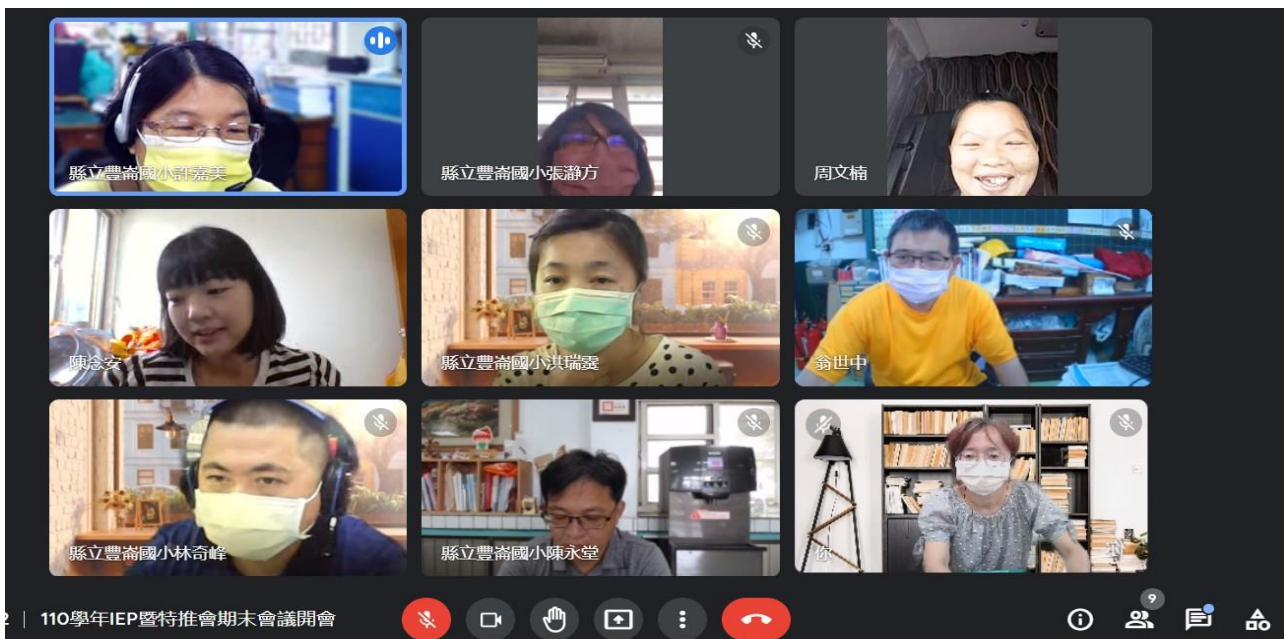 縣立豐崙國小許嘉美
縣立豐崙國小張瀞方
周文楠
陳念安
縣立豐崙國小洪瑞霙
翁世中
縣立豐崙國小林奇峰
縣立豐崙國小陳永堂
你
2 | 110學年IEP暨特推會期末會議開會
9